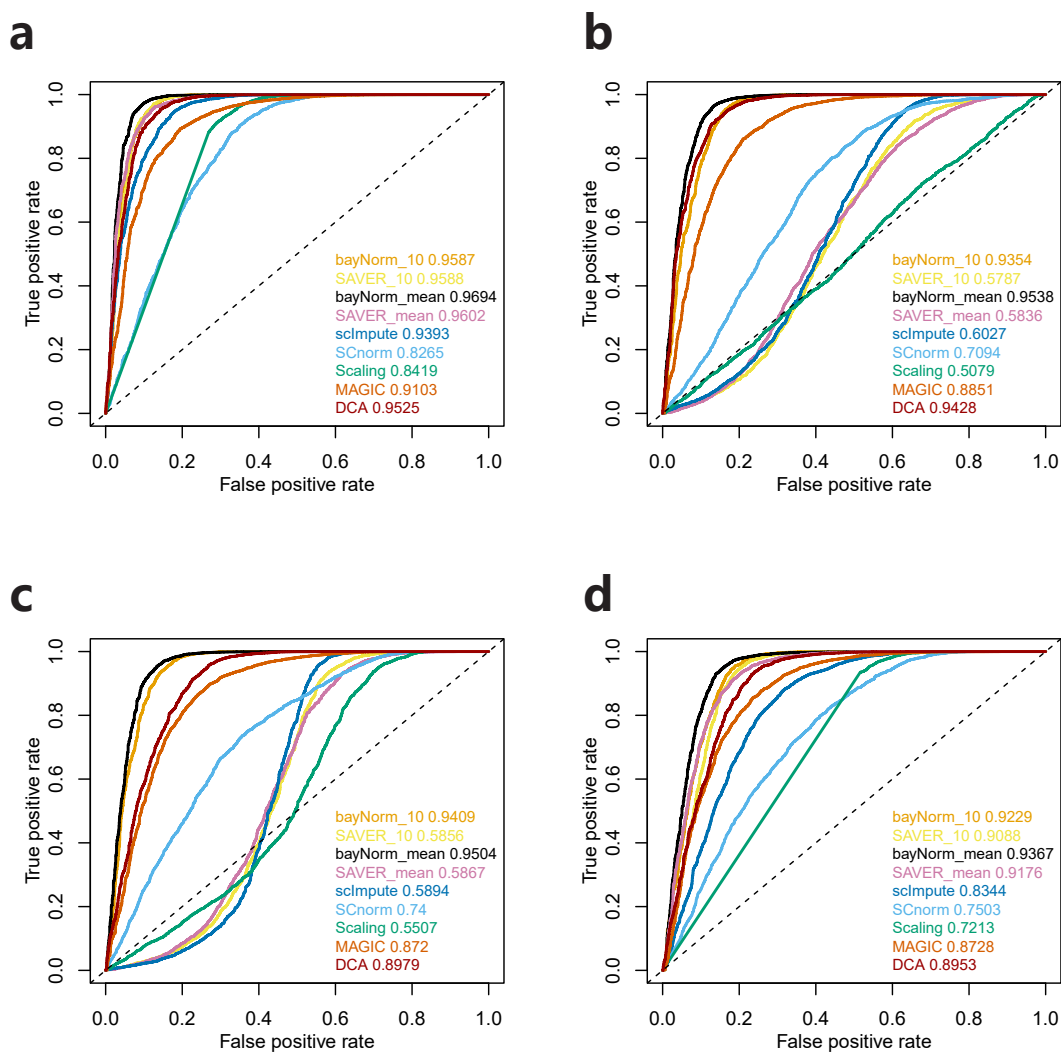 a
True positive rate
1.0
0.8
0.6
0.4
0.2
0.0
bayNorm_10 0.9587
SAVER_10 0.9588
bayNorm_mean 0.9694
SAVER_mean 0.9602
scImpute 0.9393
SCnorm 0.8265
Scaling 0.8419
MAGIC 0.9103
DCA 0.9525
0.0 0.2 0.4 0.6 0.8 1.0
False positive rate
b
True positive rate
1.0
0.8
0.6
0.4
0.2
0.0
bayNorm_10 0.9354
SAVER_10 0.5787
bayNorm_mean 0.9538
SAVER_mean 0.5836
scImpute 0.6027
SCnorm 0.7094
Scaling 0.5079
MAGIC 0.8851
DCA 0.9428
0.0 0.2 0.4 0.6 0.8 1.0
False positive rate
c
True positive rate
1.0
0.8
0.6
0.4
0.2
0.0
bayNorm_10 0.9409
SAVER_10 0.5856
bayNorm_mean 0.9504
SAVER_mean 0.5867
scImpute 0.5894
SCnorm 0.74
Scaling 0.5507
MAGIC 0.872
DCA 0.8979
0.0 0.2 0.4 0.6 0.8 1.0
False positive rate
d
True positive rate
1.0
0.8
0.6
0.4
0.2
0.0
bayNorm_10 0.9229
SAVER_10 0.9088
bayNorm_mean 0.9367
SAVER_mean 0.9176
scImpute 0.8344
SCnorm 0.7503
Scaling 0.7213
MAGIC 0.8728
DCA 0.8953
0.0 0.2 0.4 0.6 0.8 1.0
False positive rate